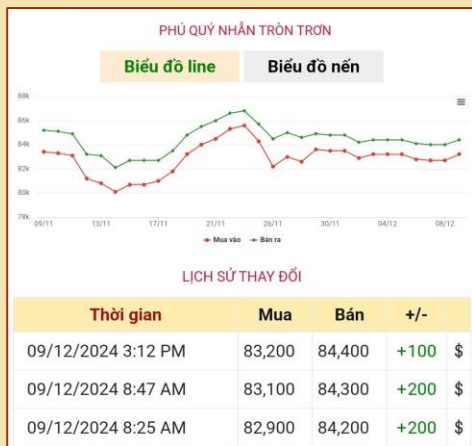 PHÚ QUÝ NHẪN TRÒN TRƠN
Biểu đồ line Biểu đồ nến
88k
86k
84k
82k
80k
78k
09/11 13/11 17/11 21/11 26/11 30/11 04/12 08/12
Mua vào Bán ra
LỊCH SỬ THAY ĐỔI
Thời gian Mua Bán +/-
09/12/2024 3:12 PM 83,200 84,400 +100 $
09/12/2024 8:47 AM 83,100 84,300 +200 $
09/12/2024 8:25 AM 82,900 84,200 +200 $